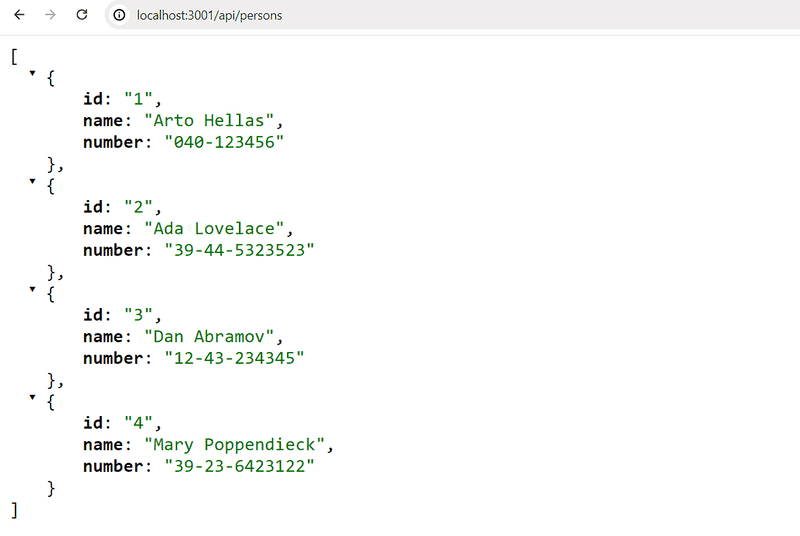 localhost:3001/api/persons
[
{
id: "1",
name: "Arto Hellas",
number: "040-123456"
},
{
id: "2",
name: "Ada Lovelace",
number: "39-44-5323523"
},
{
id: "3",
name: "Dan Abramov",
number: "12-43-234345"
},
{
id: "4",
name: "Mary Poppendieck",
number: "39-23-6423122"
}
]